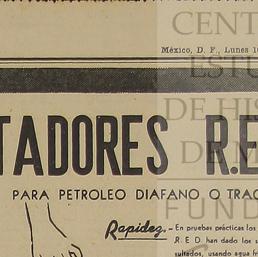 CENT
México, D. F., Lunes 1
ESTU
DE HIS
TADORES R.E
DE M
PARA PETROLEO DIAFANO O TRAC
FUND
Rapidez.- En pruebas prácticas los
R.E.D. han dado los s
sultados, usando agua f